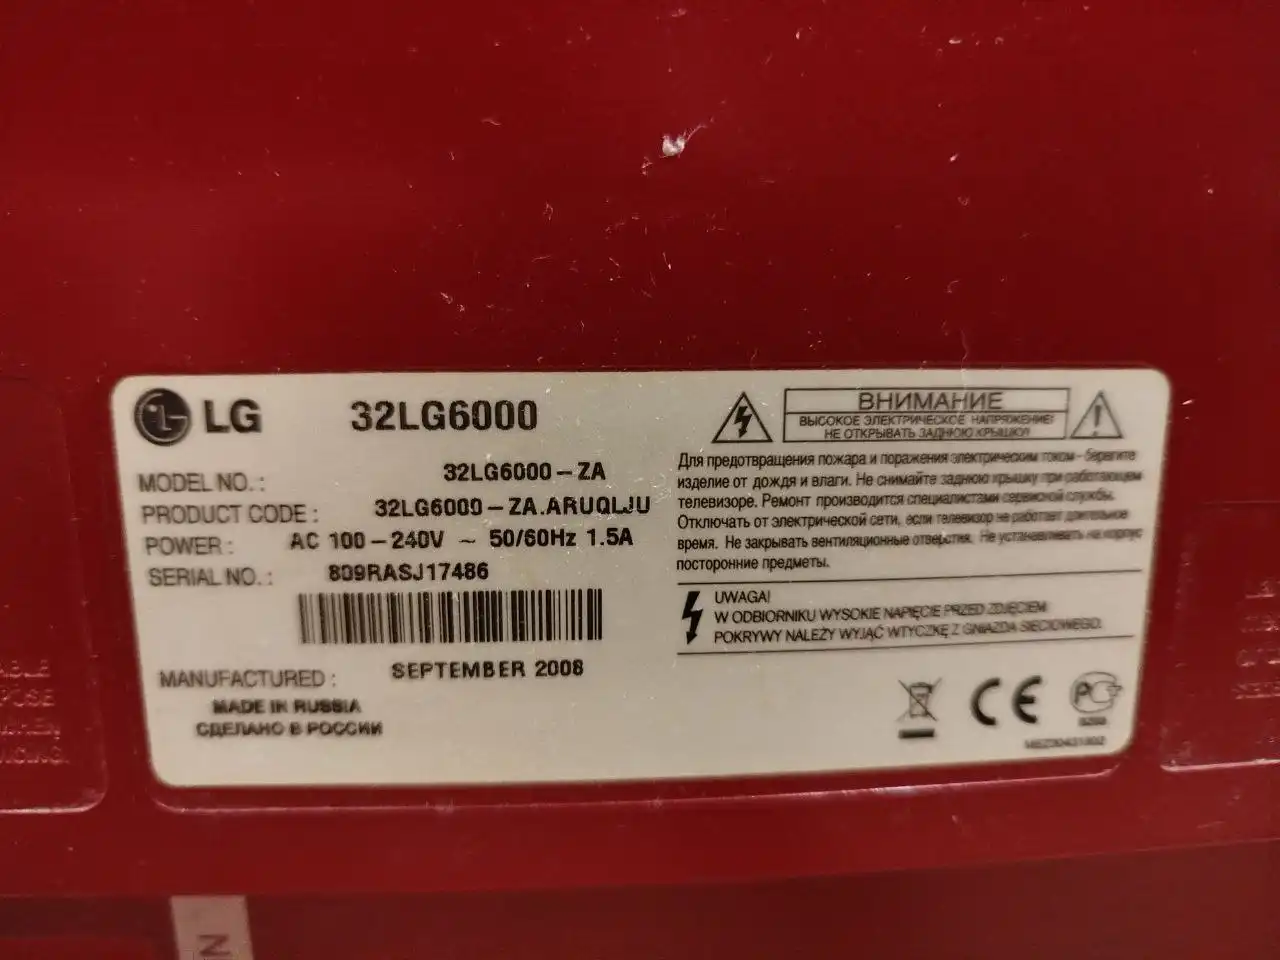 LG 32LG6000
MODEL NO. : 32LG6000-ZA
PRODUCT CODE : 32LG6000-ZA.ARUQLJU
POWER : AC 100-240V ~ 50/60Hz 1.5A
SERIAL NO. : 809RASJ17486
MANUFACTURED : SEPTEMBER 2008
MADE IN RUSSIA
СДЕЛАНО В РОССИИ
ВНИМАНИЕ
ВЫСОКОЕ ЭЛЕКТРИЧЕСКОЕ НАПРЯЖЕНИЕ!
НЕ ОТКРЫВАТЬ ЗАДНЮЮ КРЫШКУ!
Для предотвращения пожара и поражения электрическим током - берегите
изделие от дождя и влаги. Не снимайте заднюю крышку при работающем
телевизоре. Ремонт производится специалистами сервисной службы.
Отключать от электрической сети, если телевизор не работает длительное
время. Не закрывать вентиляционные отверстия. Не устанавливать на корпус
посторонние предметы.
UWAGA!
W ODBIORNIKU WYSOKIE NAPIĘCIE PRZED ZDJĘCIEM
POKRYWY NALEŻY WYJĄĆ WTYCZKĘ Z GNIAZDA SIECIOWEGO.
CE